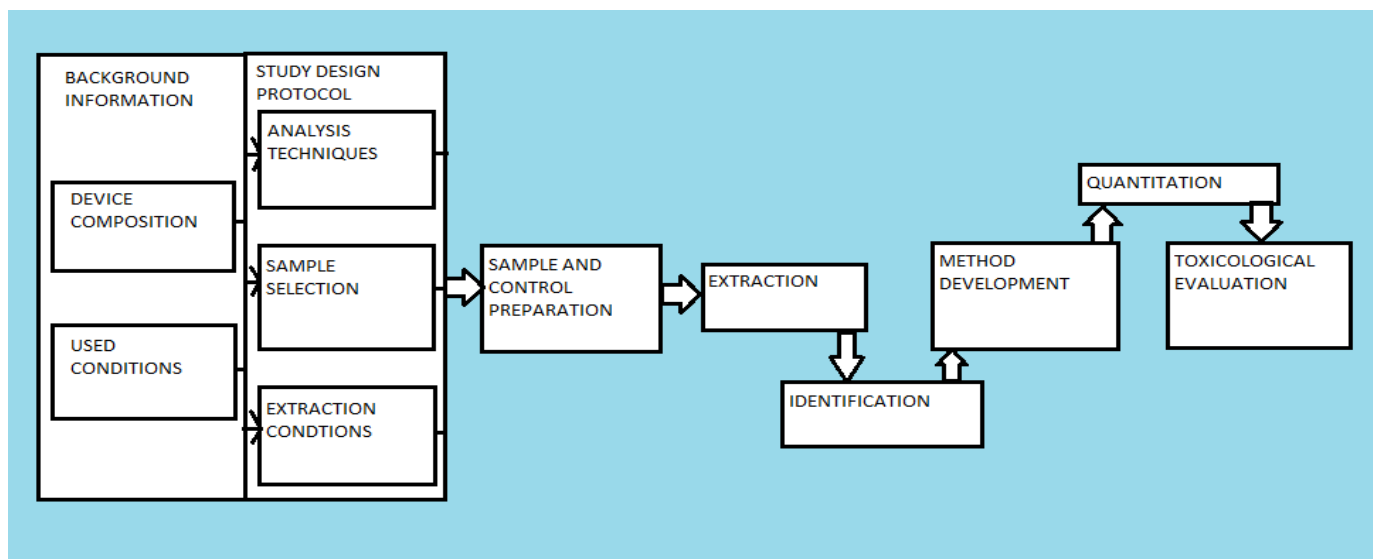 BACKGROUND
INFORMATION
DEVICE
COMPOSITION
USED
CONDITIONS
STUDY DESIGN
PROTOCOL
ANALYSIS
TECHNIQUES
SAMPLE
SELECTION
EXTRACTION
CONDTIONS
SAMPLE AND
CONTROL
PREPARATION
EXTRACTION
IDENTIFICATION
METHOD
DEVELOPMENT
QUANTITATION
TOXICOLOGICAL
EVALUATION